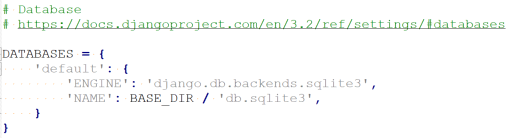 # Database
# https://docs.djangoproject.com/en/3.2/ref/settings/#databases

DATABASES = {
    'default': {
        'ENGINE': 'django.db.backends.sqlite3',
        'NAME': BASE_DIR / 'db.sqlite3',
    }
}